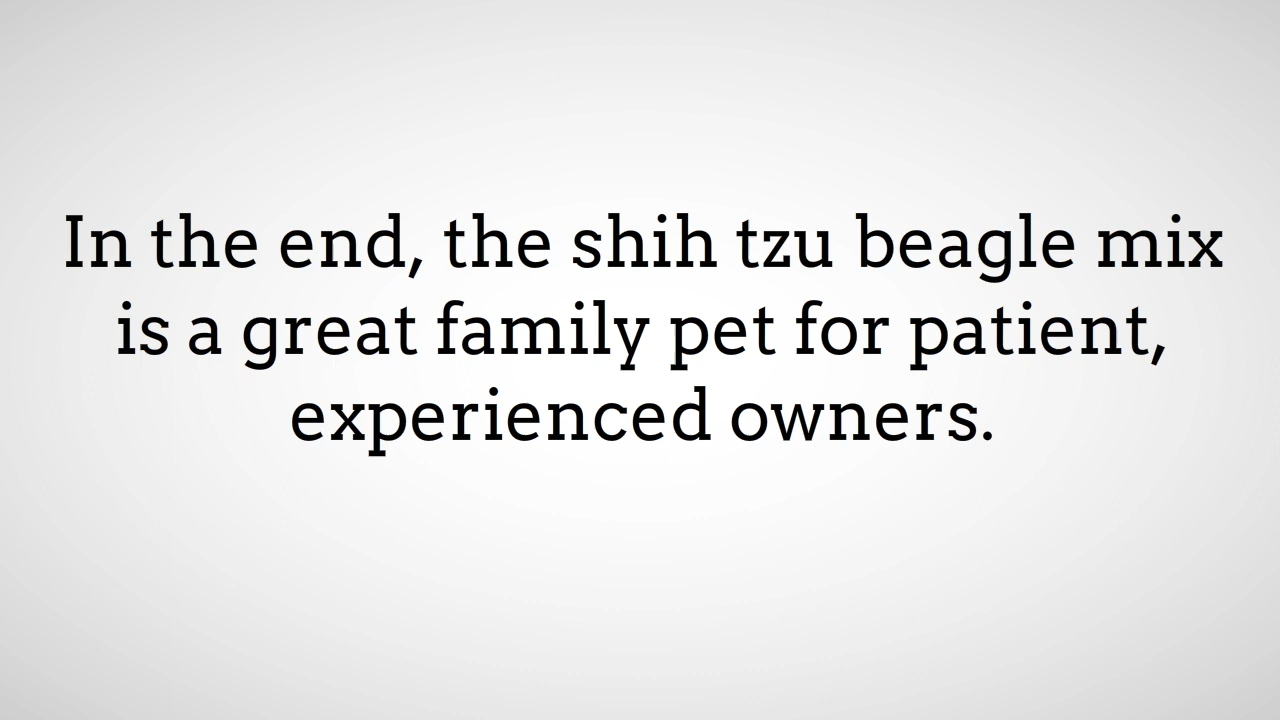 In the end, the shih tzu beagle mix
is a great family pet for patient,
experienced owners.